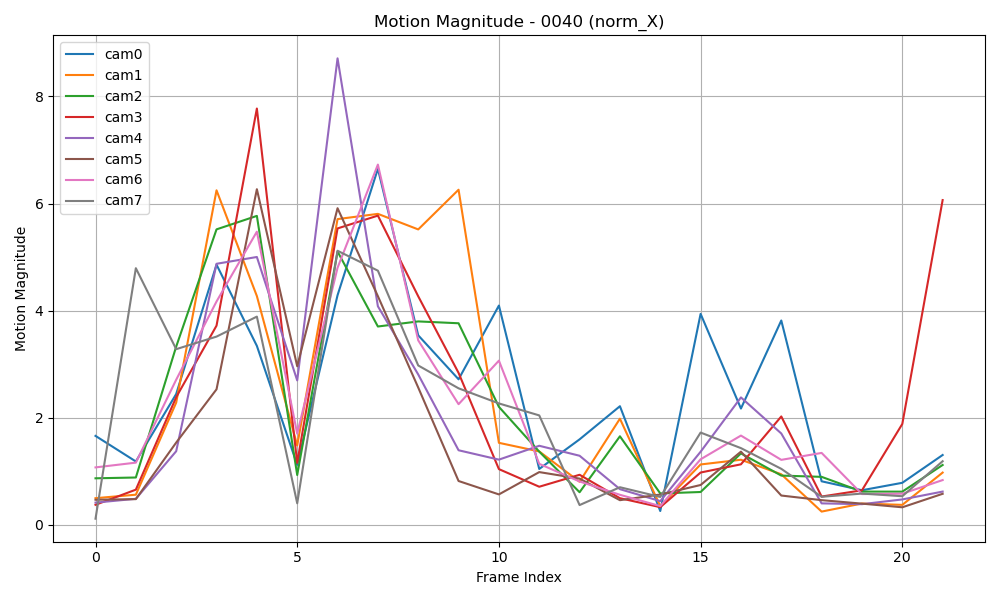 Motion Magnitude - 0040 (norm_X)
cam0
cam1
cam2
cam3
cam4
cam5
cam6
cam7
Motion Magnitude
8
6
4
2
0
0 5 10 15 20
Frame Index